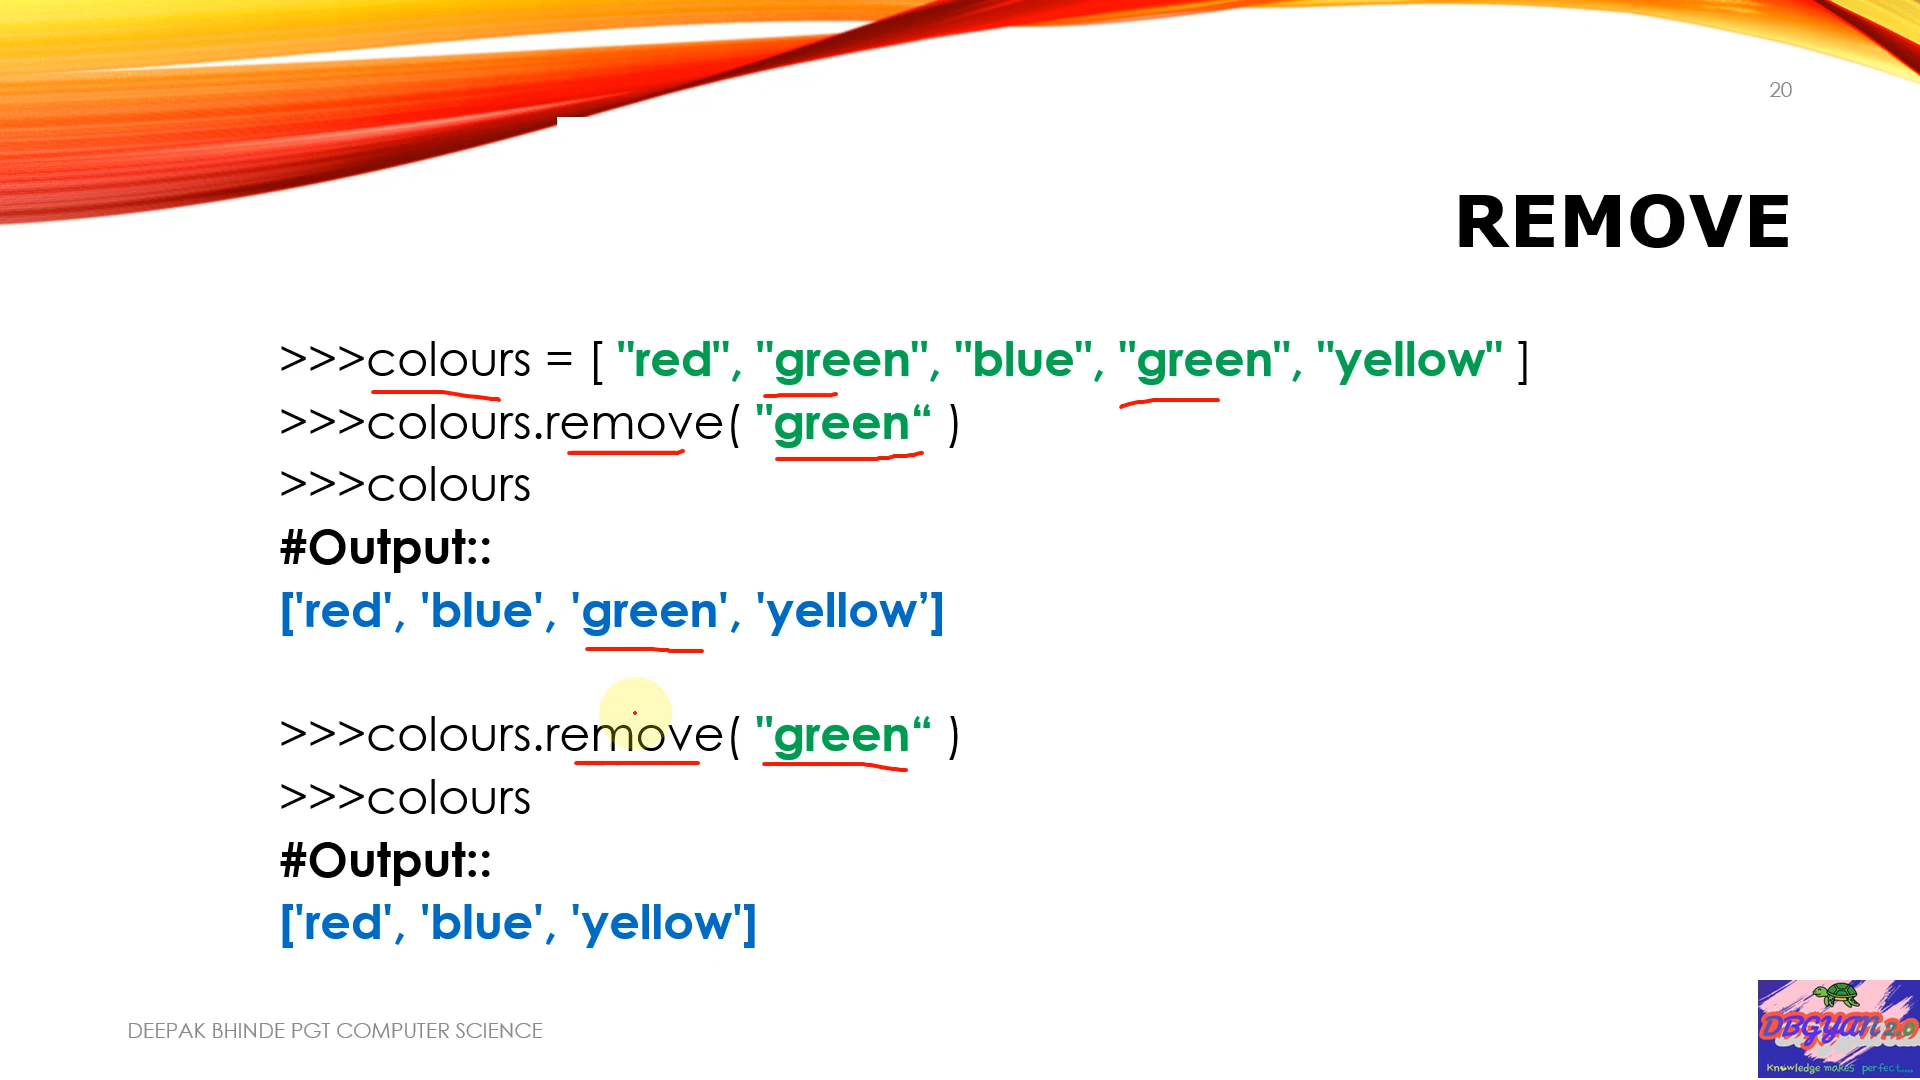 20
REMOVE
>>>colours = [ "red", "green", "blue", "green", "yellow" ]
>>>colours.remove( "green“ )
>>>colours
#Output::
['red', 'blue', 'green', 'yellow’]
>>>colours.remove( "green“ )
>>>colours
#Output::
['red', 'blue', 'yellow']
DEEPAK BHINDE PGT COMPUTER SCIENCE
DBGYAN 2.0
Knowledge makes perfect....